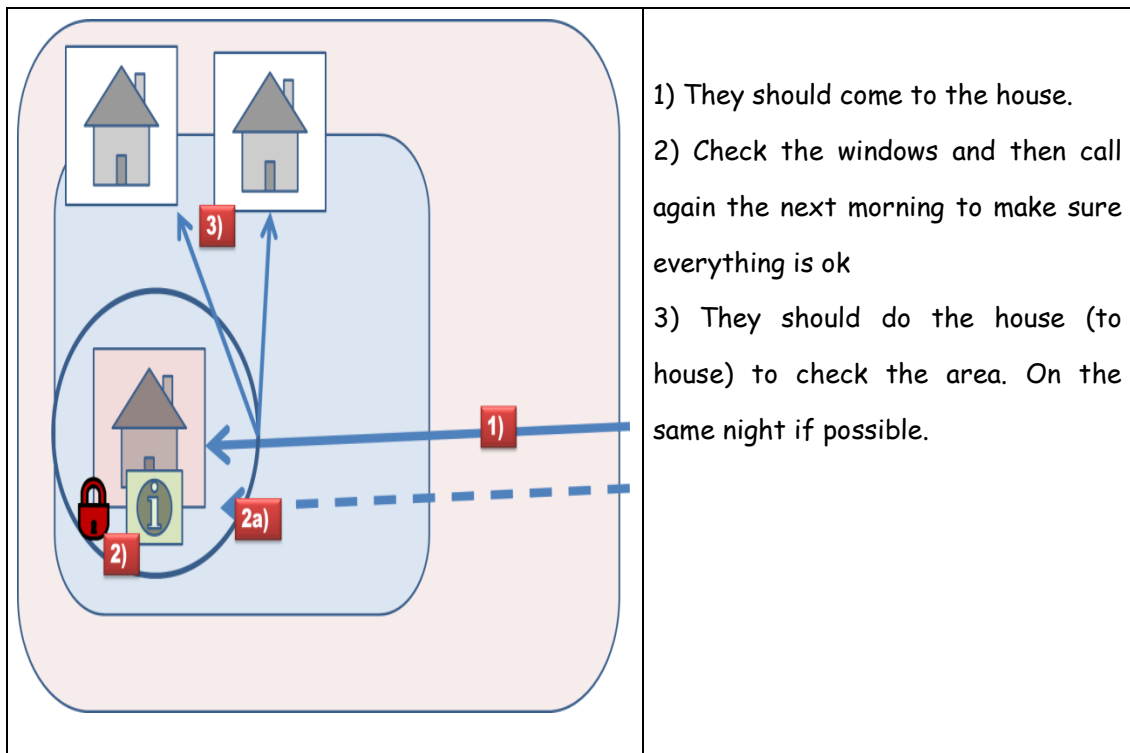 3)
1)
2a)
2)
i
1) They should come to the house.
2) Check the windows and then call
again the next morning to make sure
everything is ok
3) They should do the house (to
house) to check the area. On the
same night if possible.